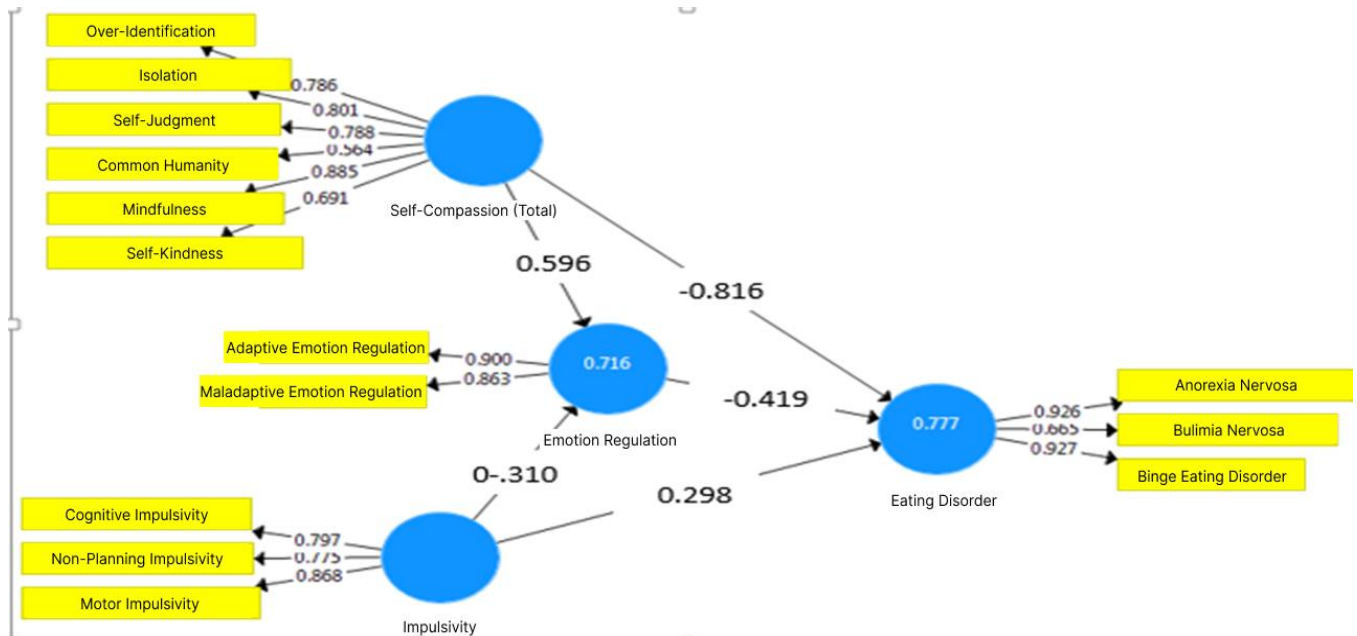 Over-Identification
Isolation
Self-Judgment
Common Humanity
Mindfulness
Self-Kindness
0.786
0.801
0.788
0.564
0.885
0.691
Self-Compassion (Total)
0.596
-0.816
Adaptive Emotion Regulation
Maladaptive Emotion Regulation
0.900
0.863
0.716
Emotion Regulation
-0.419
0.777
Eating Disorder
0.926
0.665
0.927
Anorexia Nervosa
Bulimia Nervosa
Binge Eating Disorder
0-.310
0.298
Cognitive Impulsivity
Non-Planning Impulsivity
Motor Impulsivity
0.797
0.775
0.868
Impulsivity